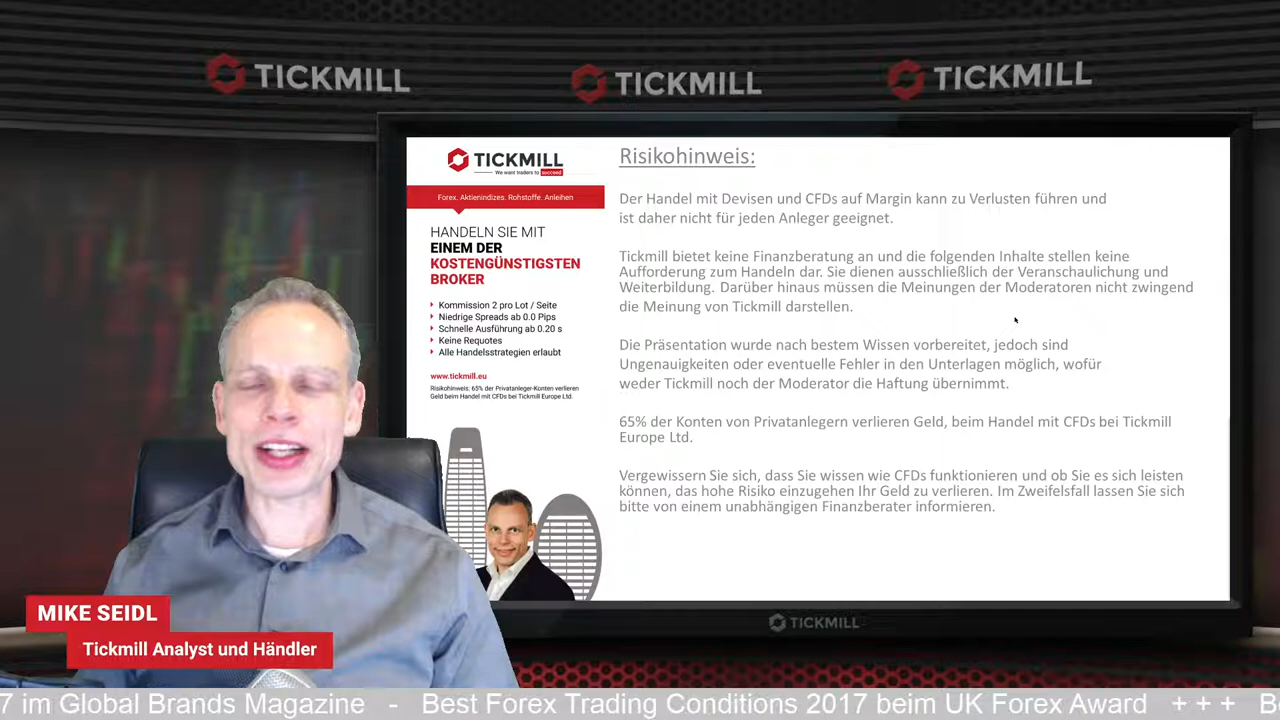 TICKMILL
TICKMILL
TICKMILL
TICKMILL
We want traders to succeed
Forex. Aktienindizes. Rohstoffe. Anleihen
HANDELN SIE MIT
EINEM DER
KOSTENGÜNSTIGSTEN
BROKER
Kommission 2 pro Lot / Seite
Niedrige Spreads ab 0.0 Pips
Schnelle Ausführung ab 0.20 s
Keine Requotes
Alle Handelsstrategien erlaubt
www.tickmill.eu
Risikohinweis: 65% der Privatanleger-Konten verlieren
Geld beim Handel mit CFDs bei Tickmill Europe Ltd.
Risikohinweis:
Der Handel mit Devisen und CFDs auf Margin kann zu Verlusten führen und
ist daher nicht für jeden Anleger geeignet.
Tickmill bietet keine Finanzberatung an und die folgenden Inhalte stellen keine
Aufforderung zum Handeln dar. Sie dienen ausschließlich der Veranschaulichung und
Weiterbildung. Darüber hinaus müssen die Meinungen der Moderatoren nicht zwingend
die Meinung von Tickmill darstellen.
Die Präsentation wurde nach bestem Wissen vorbereitet, jedoch sind
Ungenauigkeiten oder eventuelle Fehler in den Unterlagen möglich, wofür
weder Tickmill noch der Moderator die Haftung übernimmt.
65% der Konten von Privatanlegern verlieren Geld, beim Handel mit CFDs bei Tickmill
Europe Ltd.
Vergewissern Sie sich, dass Sie wissen wie CFDs funktionieren und ob Sie es sich leisten
können, das hohe Risiko einzugehen Ihr Geld zu verlieren. Im Zweifelsfall lassen Sie sich
bitte von einem unabhängigen Finanzberater informieren.
TICKMILL
MIKE SEIDL
Tickmill Analyst und Händler
7 im Global Brands Magazine - Best Forex Trading Conditions 2017 beim UK Forex Award + + +